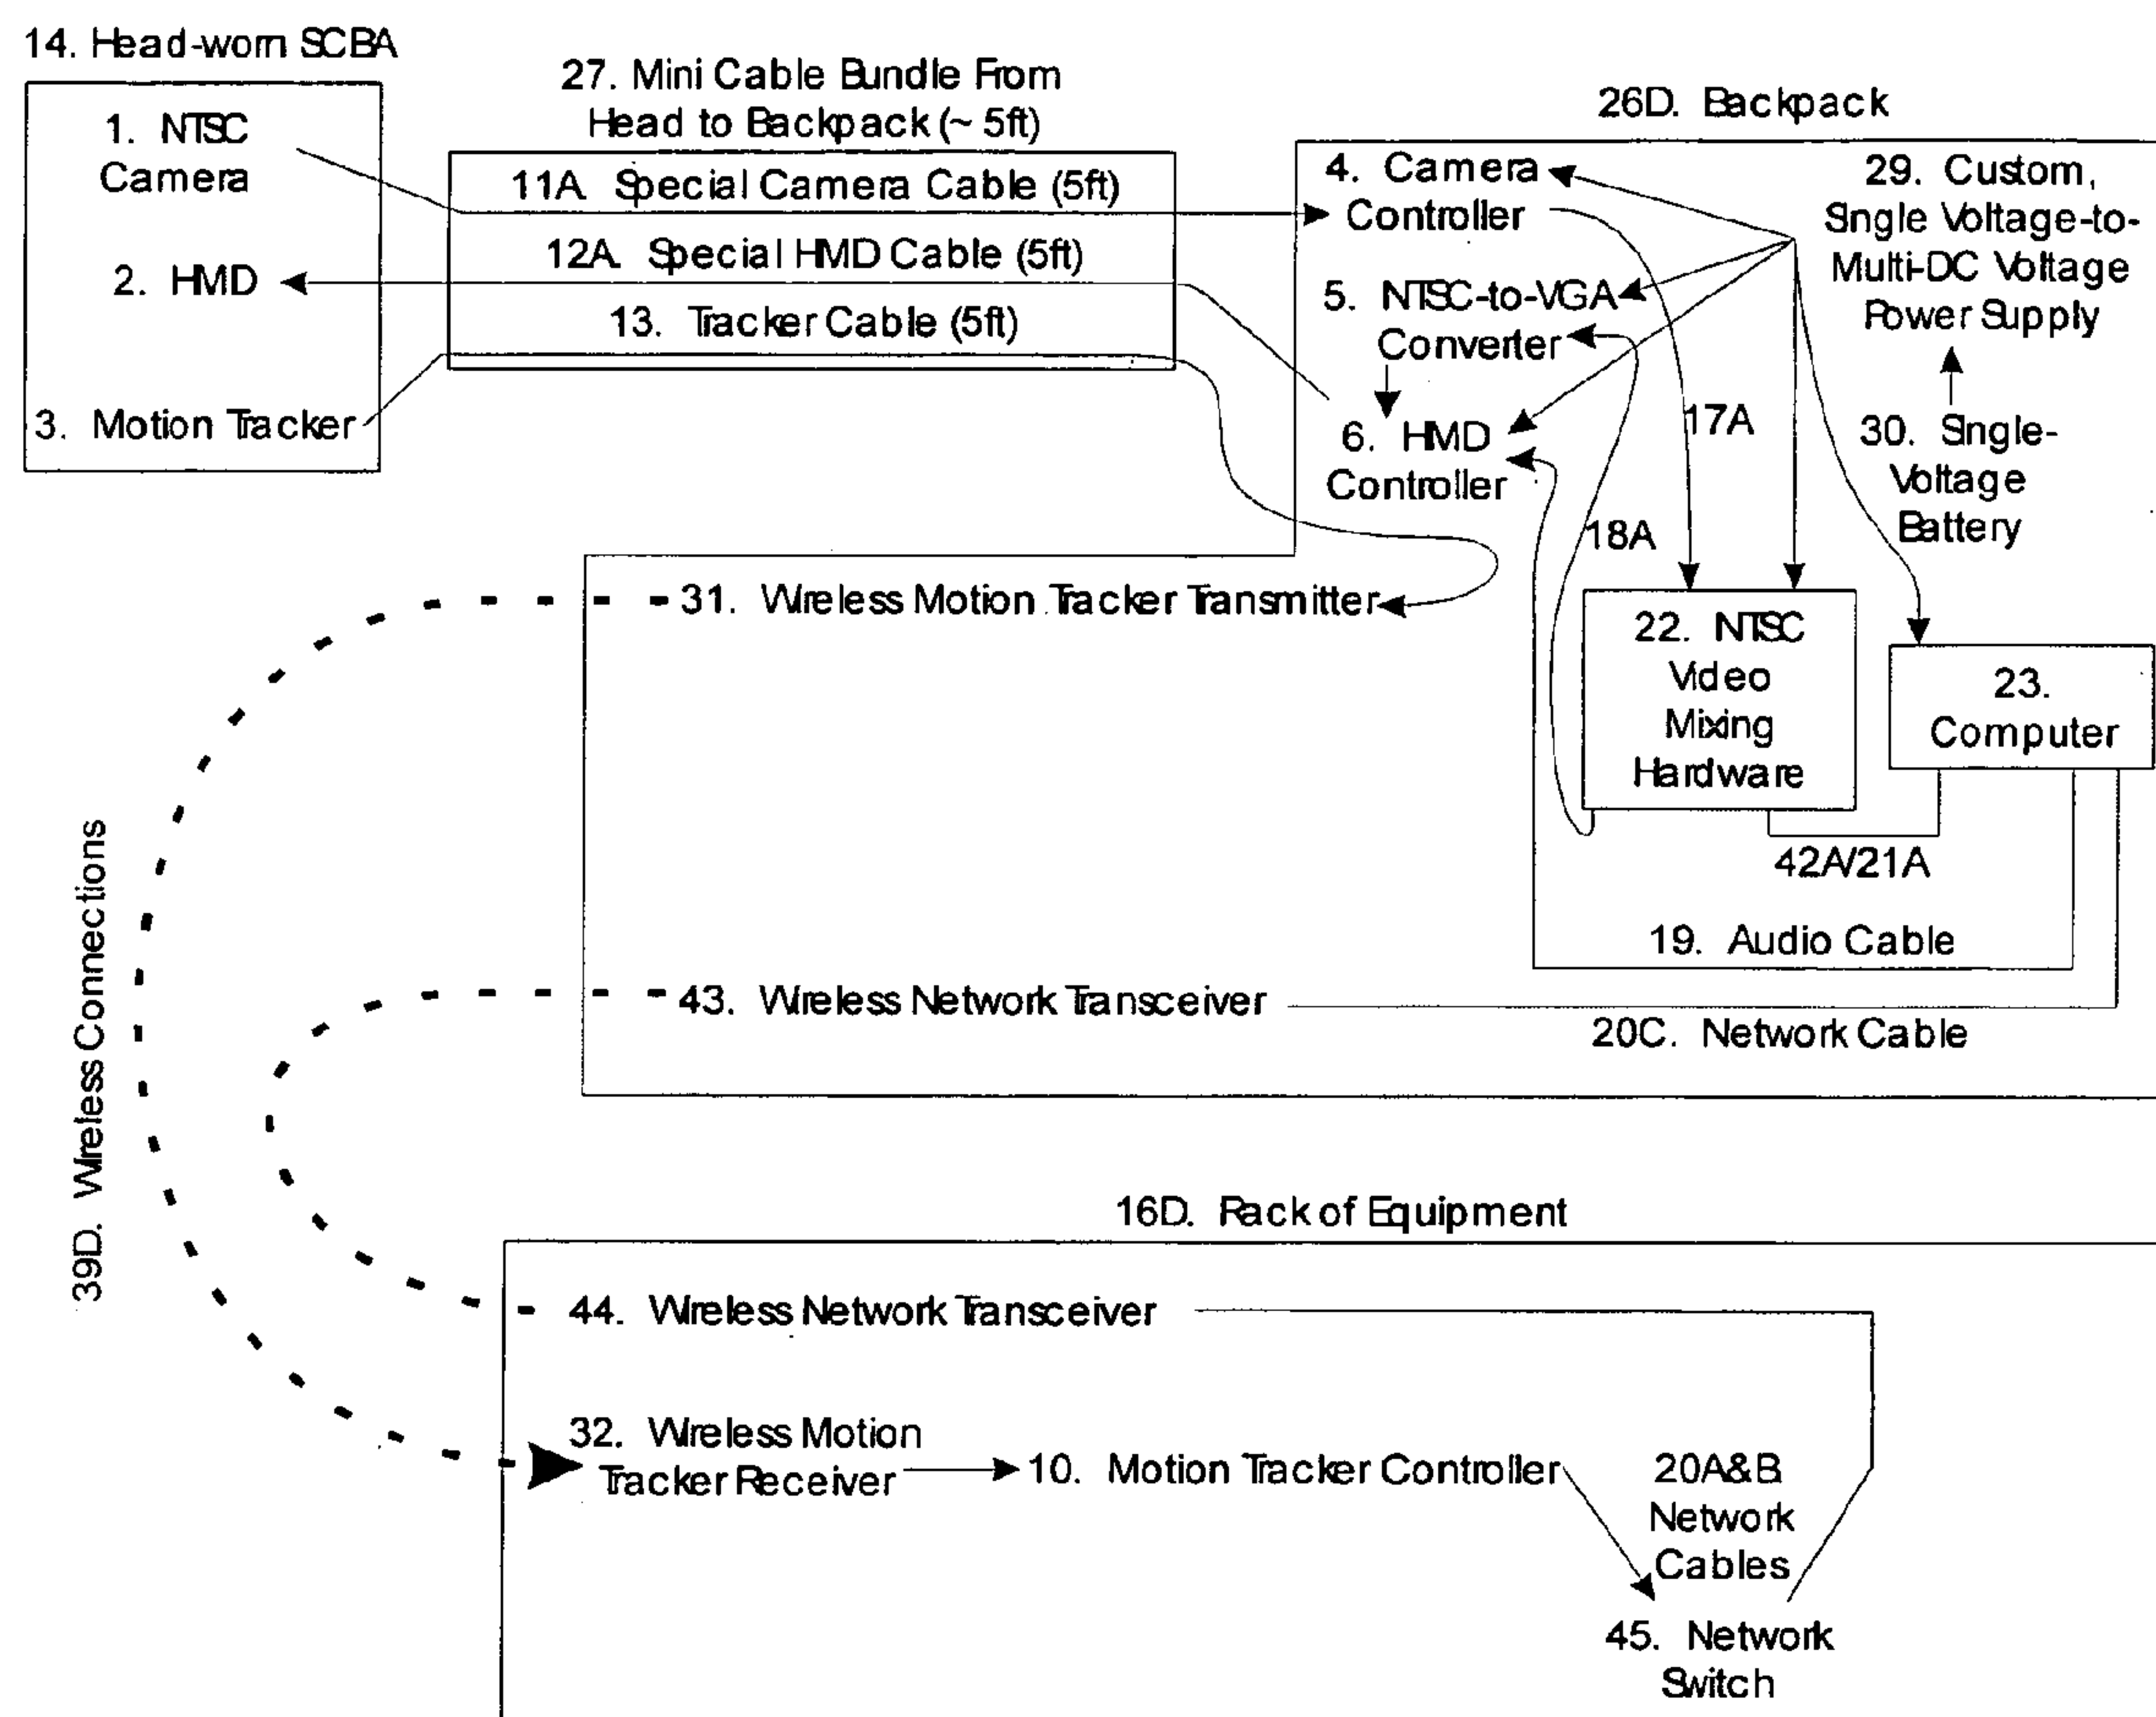 14. Head-worn SCBA
1. NTSC
Camera
2. HMD
3. Motion Tracker
27. Mini Cable Bundle From
Head to Backpack (~ 5ft)
11A. Special Camera Cable (5ft)
12A. Special HMD Cable (5ft)
13. Tracker Cable (5ft)
26D. Backpack
4. Camera
Controller
5. NTSC-to-VGA
Converter
6. HMD
Controller
29. Custom,
Single Voltage-to-
Multi-DC Voltage
Power Supply
30. Single-
Voltage
Battery
17A
18A
31. Wireless Motion Tracker Transmitter
22. NTSC
Video
Mixing
Hardware
23.
Computer
42A/21A
19. Audio Cable
43. Wireless Network Transceiver
20C. Network Cable
39D. Wireless Connections
16D. Rack of Equipment
44. Wireless Network Transceiver
32. Wireless Motion
Tracker Receiver
10. Motion Tracker Controller
20A&B
Network
Cables
45. Network
Switch